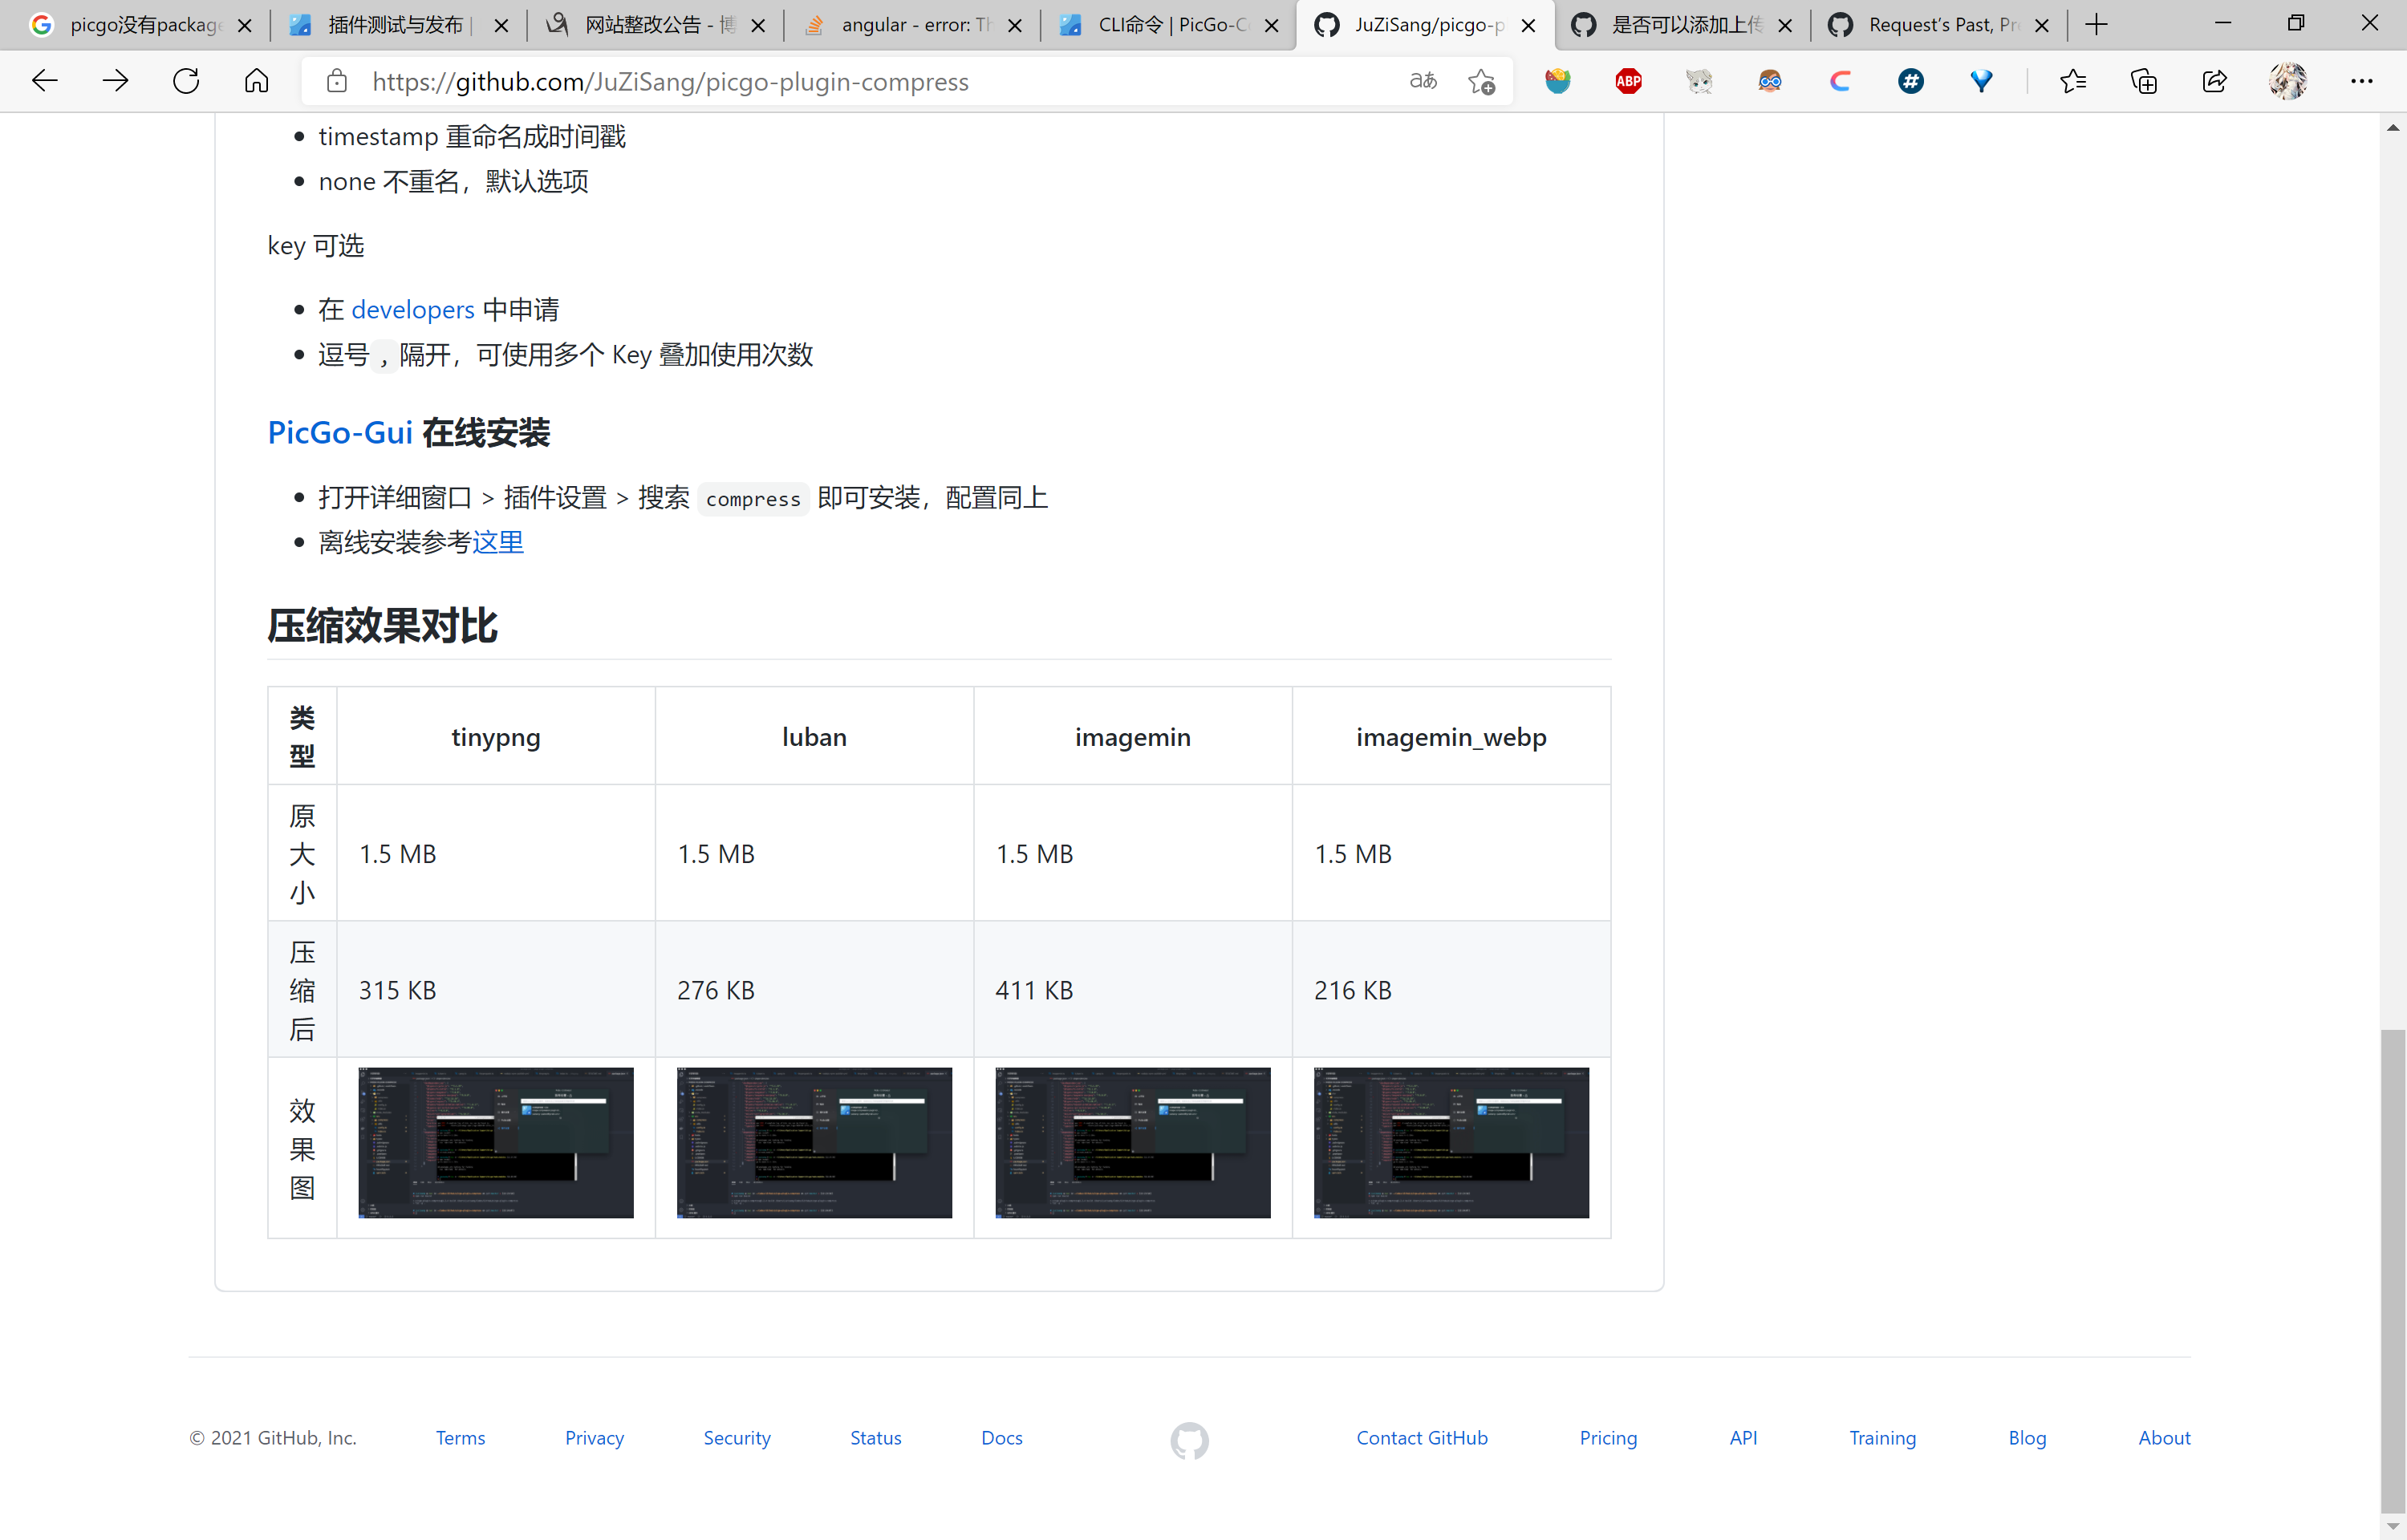 picgo没有package
插件测试与发布 |
网站整改公告 - 博
angular - error: Th
CLI命令 | PicGo-Co
JuZiSang/picgo-p
是否可以添加上传
Request’s Past, Pre
https://github.com/JuZiSang/picgo-plugin-compress
aあ
ABP
timestamp 重命名成时间戳
none 不重名，默认选项
key 可选
在 developers 中申请
逗号 , 隔开，可使用多个 Key 叠加使用次数
PicGo-Gui 在线安装
打开详细窗口 > 插件设置 > 搜索 compress 即可安装，配置同上
离线安装参考这里
压缩效果对比
类型 tinypng luban imagemin imagemin_webp
原大小 1.5 MB 1.5 MB 1.5 MB 1.5 MB
压缩后 315 KB 276 KB 411 KB 216 KB
效果图
© 2021 GitHub, Inc. Terms Privacy Security Status Docs Contact GitHub Pricing API Training Blog About